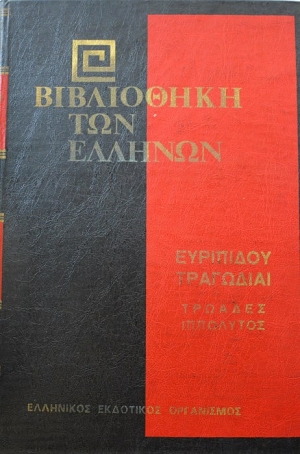 ΒΙΒΛΙΟΘΗΚΗ
ΤΩΝ
ΕΛΛΗΝΩΝ
ΕΥΡΙΠΙΔΟΥ
ΤΡΑΓΩΔΙΑΙ
ΤΡΩΑΔΕΣ
ΙΠΠΟΛΥΤΟΣ
ΕΛΛΗΝΙΚΟΣ ΕΚΔΟΤΙΚΟΣ ΟΡΓΑΝΙΣΜΟΣ